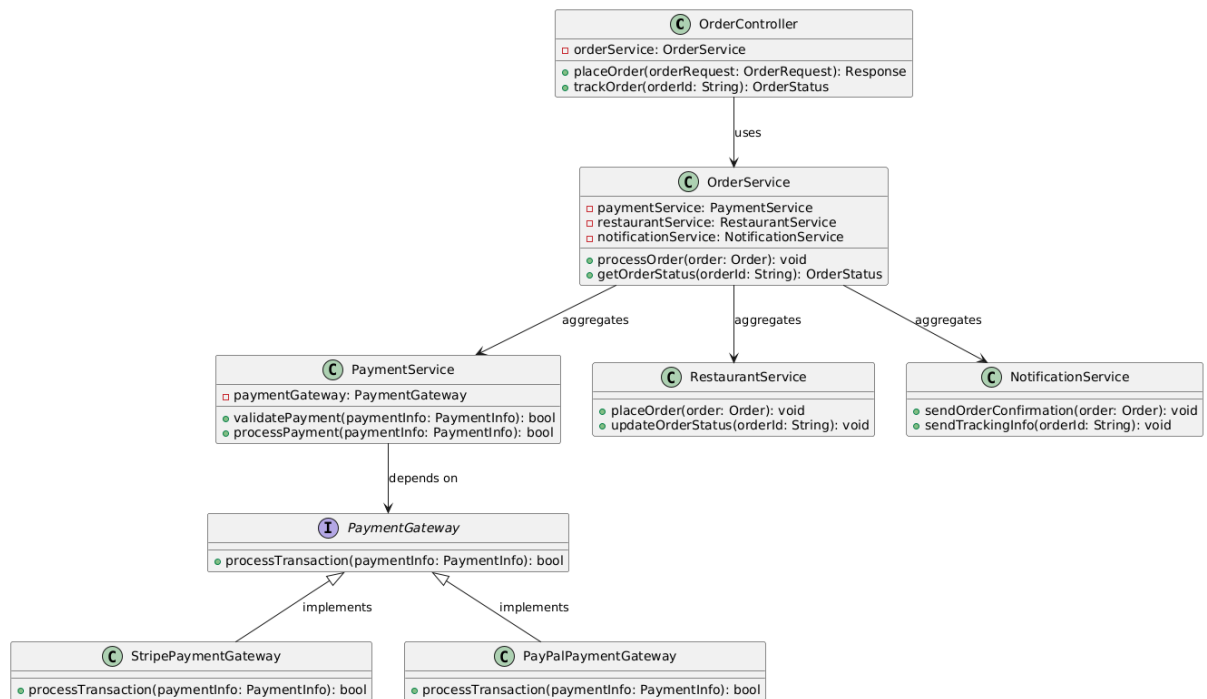 C OrderController
orderService: OrderService
placeOrder(orderRequest: OrderRequest): Response
trackOrder(orderId: String): OrderStatus
uses
C OrderService
paymentService: PaymentService
restaurantService: RestaurantService
notificationService: NotificationService
processOrder(order: Order): void
getOrderStatus(orderId: String): OrderStatus
aggregates
aggregates
aggregates
C PaymentService
paymentGateway: PaymentGateway
validatePayment(paymentInfo: PaymentInfo): bool
processPayment(paymentInfo: PaymentInfo): bool
C RestaurantService
placeOrder(order: Order): void
updateOrderStatus(orderId: String): void
C NotificationService
sendOrderConfirmation(order: Order): void
sendTrackingInfo(orderId: String): void
depends on
I PaymentGateway
processTransaction(paymentInfo: PaymentInfo): bool
implements
implements
C StripePaymentGateway
processTransaction(paymentInfo: PaymentInfo): bool
C PayPalPaymentGateway
processTransaction(paymentInfo: PaymentInfo): bool